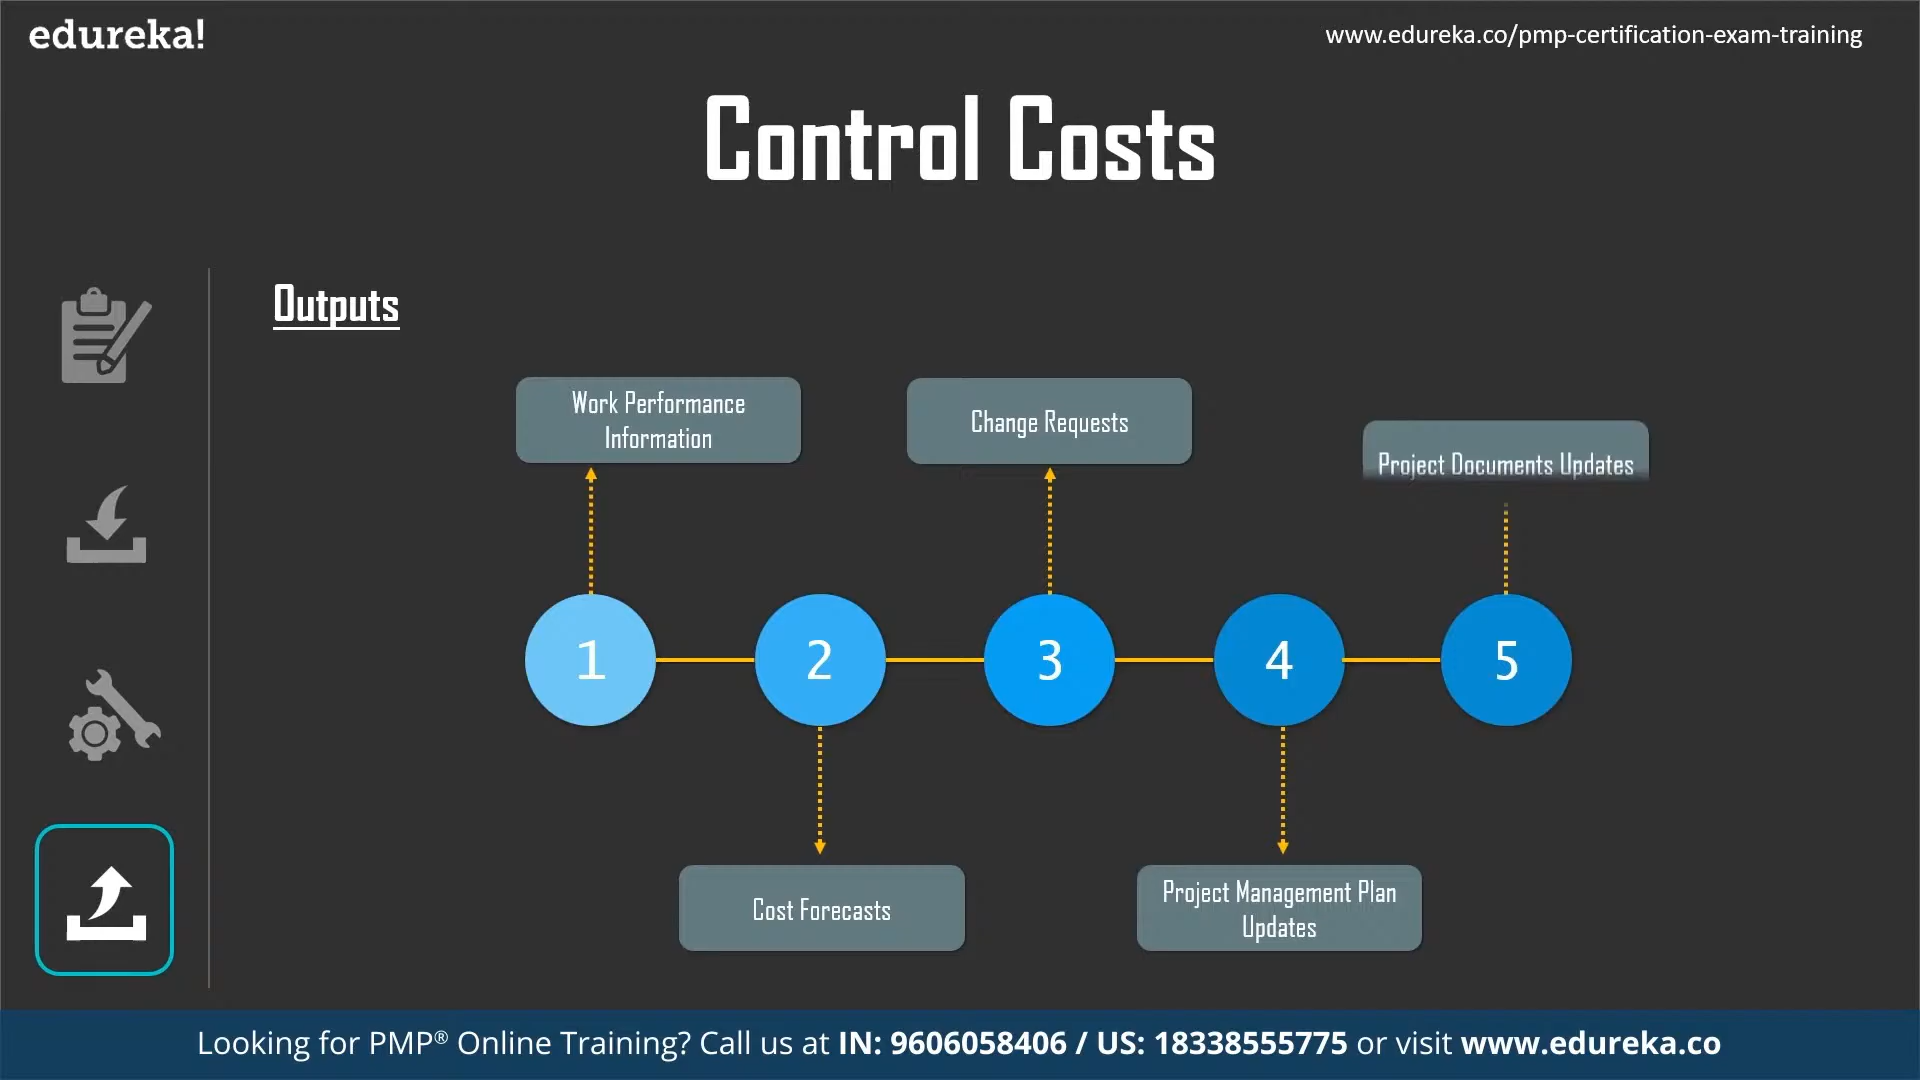 edureka!
www.edureka.co/pmp-certification-exam-training
Control Costs
Outputs
Work Performance
Information
Change Requests
Project Documents Updates
1
2
3
4
5
Cost Forecasts
Project Management Plan
Updates
Looking for PMP® Online Training? Call us at IN: 9606058406 / US: 18338555775 or visit www.edureka.co